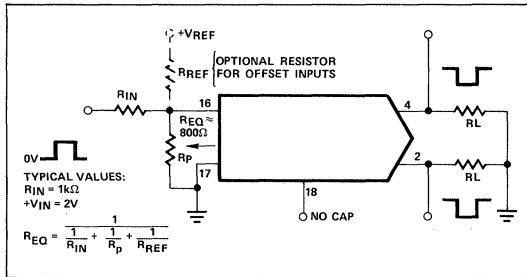 +VREF
RREF
OPTIONAL RESISTOR
FOR OFFSET INPUTS
RIN
16
4
REQ ≈
800Ω
RL
RP
0V
17
2
RL
TYPICAL VALUES:
RIN = 1kΩ
+VIN = 2V
18
NO CAP
REQ = 1
1/RIN + 1/Rp + 1/RREF